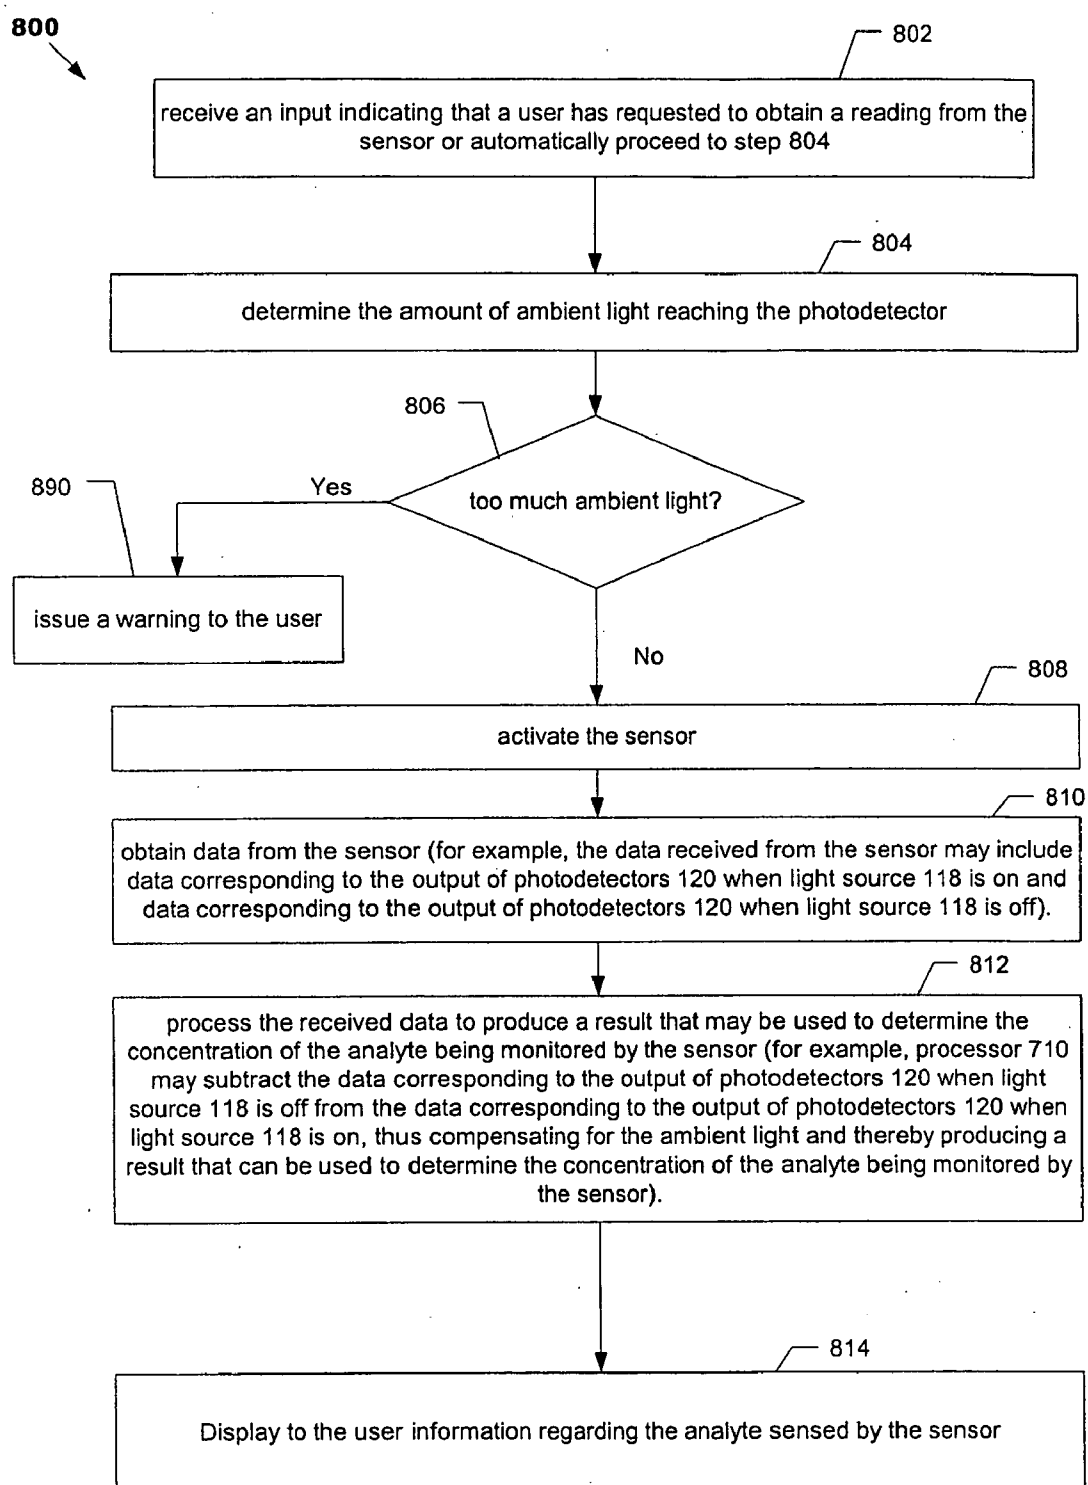 800
802
receive an input indicating that a user has requested to obtain a reading from the
sensor or automatically proceed to step 804
804
determine the amount of ambient light reaching the photodetector
806
too much ambient light?
890
Yes
issue a warning to the user
No
808
activate the sensor
810
obtain data from the sensor (for example, the data received from the sensor may include
data corresponding to the output of photodetectors 120 when light source 118 is on and
data corresponding to the output of photodetectors 120 when light source 118 is off).
812
process the received data to produce a result that may be used to determine the
concentration of the analyte being monitored by the sensor (for example, processor 710
may subtract the data corresponding to the output of photodetectors 120 when light
source 118 is off from the data corresponding to the output of photodetectors 120 when
light source 118 is on, thus compensating for the ambient light and thereby producing a
result that can be used to determine the concentration of the analyte being monitored by
the sensor).
814
Display to the user information regarding the analyte sensed by the sensor